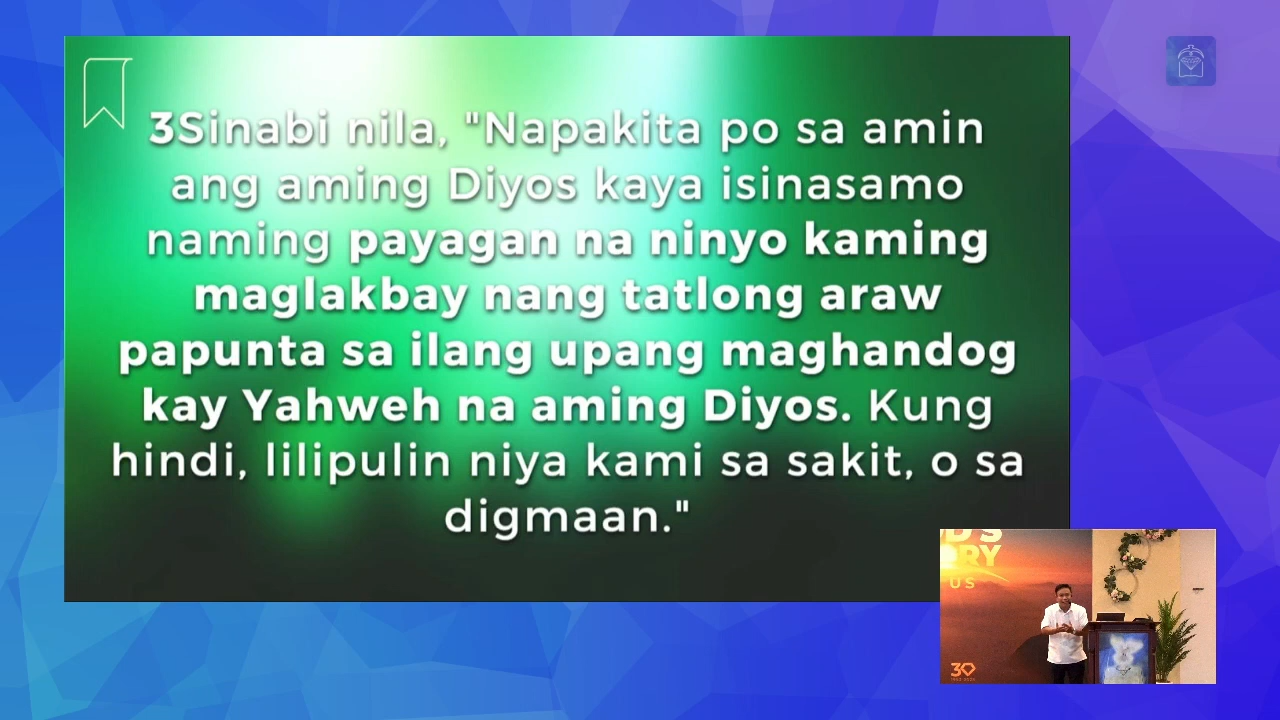 3Sinabi nila, "Napakita po sa amin
ang aming Diyos kaya isinasamo
naming payagan na ninyo kaming
maglakbay nang tatlong araw
papunta sa ilang upang maghandog
kay Yahweh na aming Diyos. Kung
hindi, lilipulin niya kami sa sakit, o sa
digmaan."
US
30